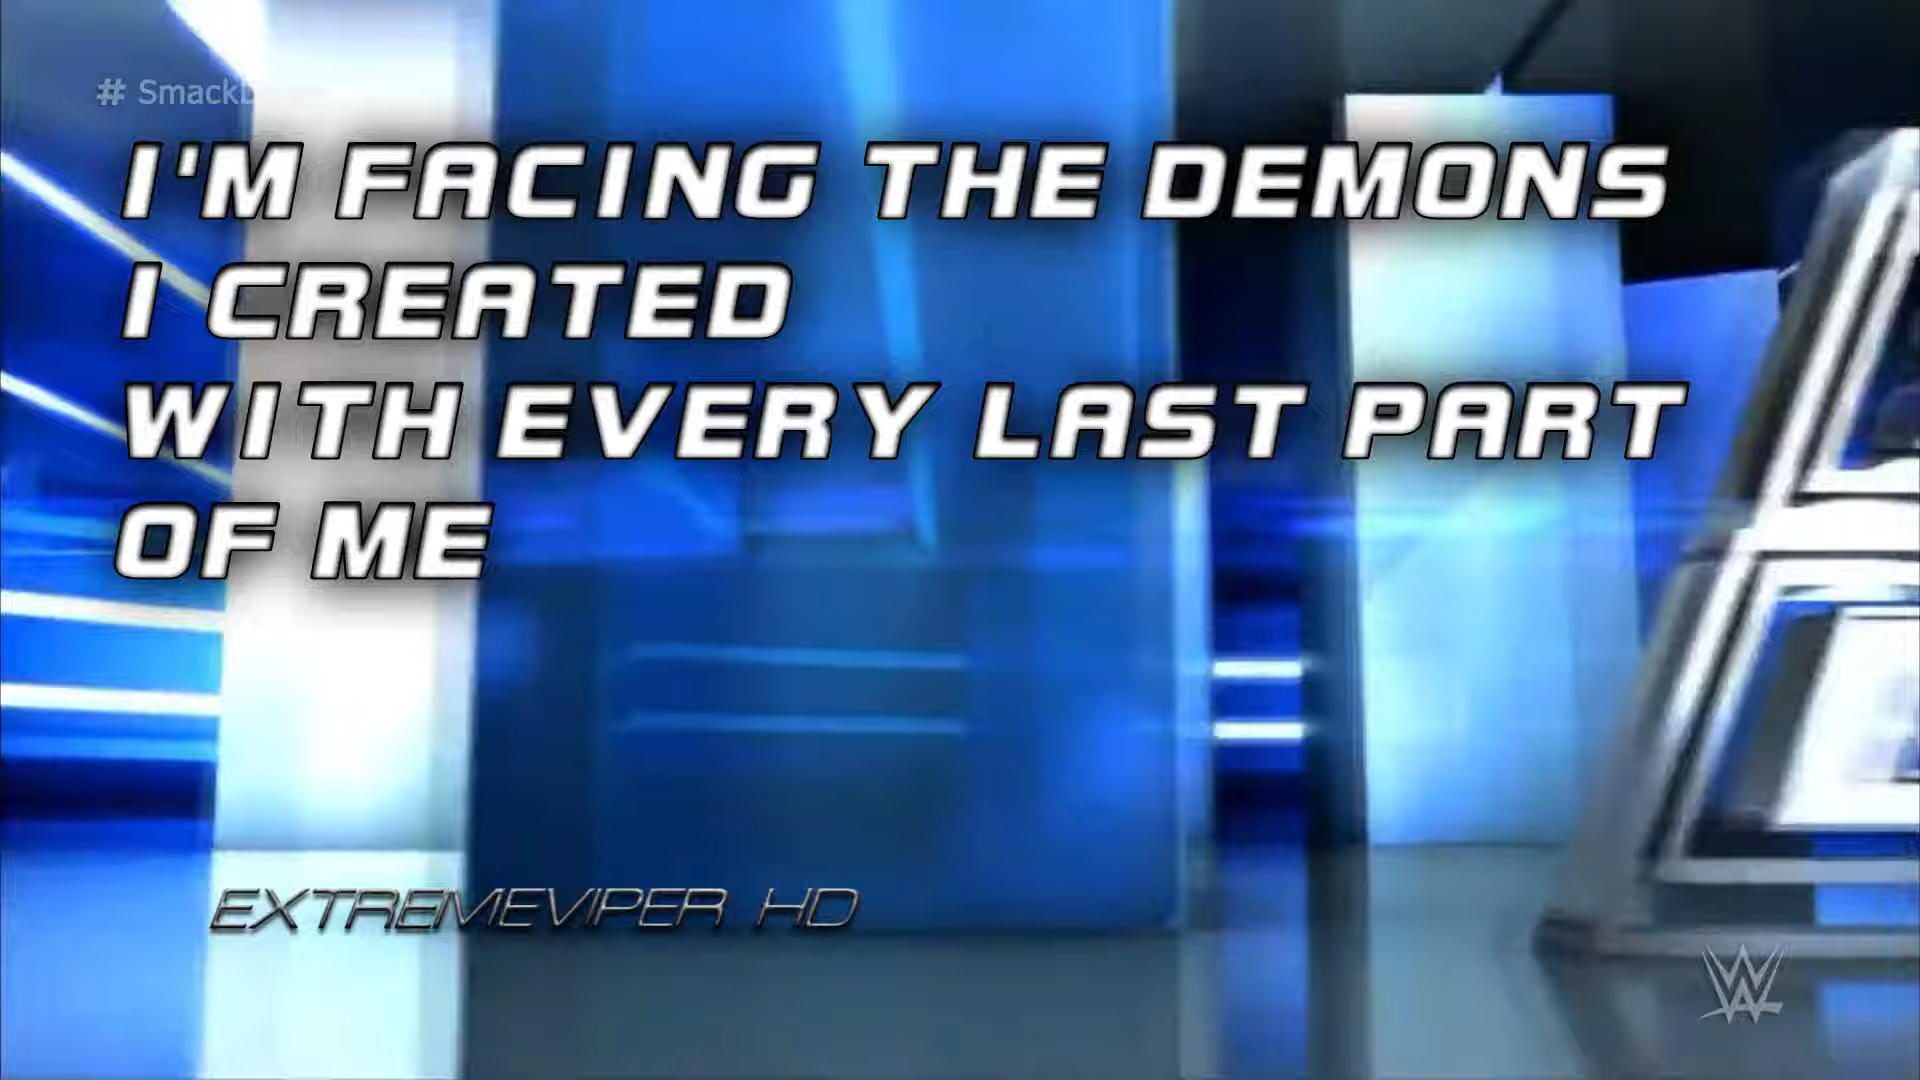 # Smack
I'M FACING THE DEMONS
I CREATED
WITH EVERY LAST PART
OF ME
EXTREMEVIPER HD
W